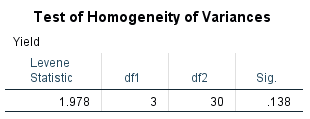 Test of Homogeneity of Variances
Yield
Levene
Statistic df1 df2 Sig.
1.978 3 30 .138